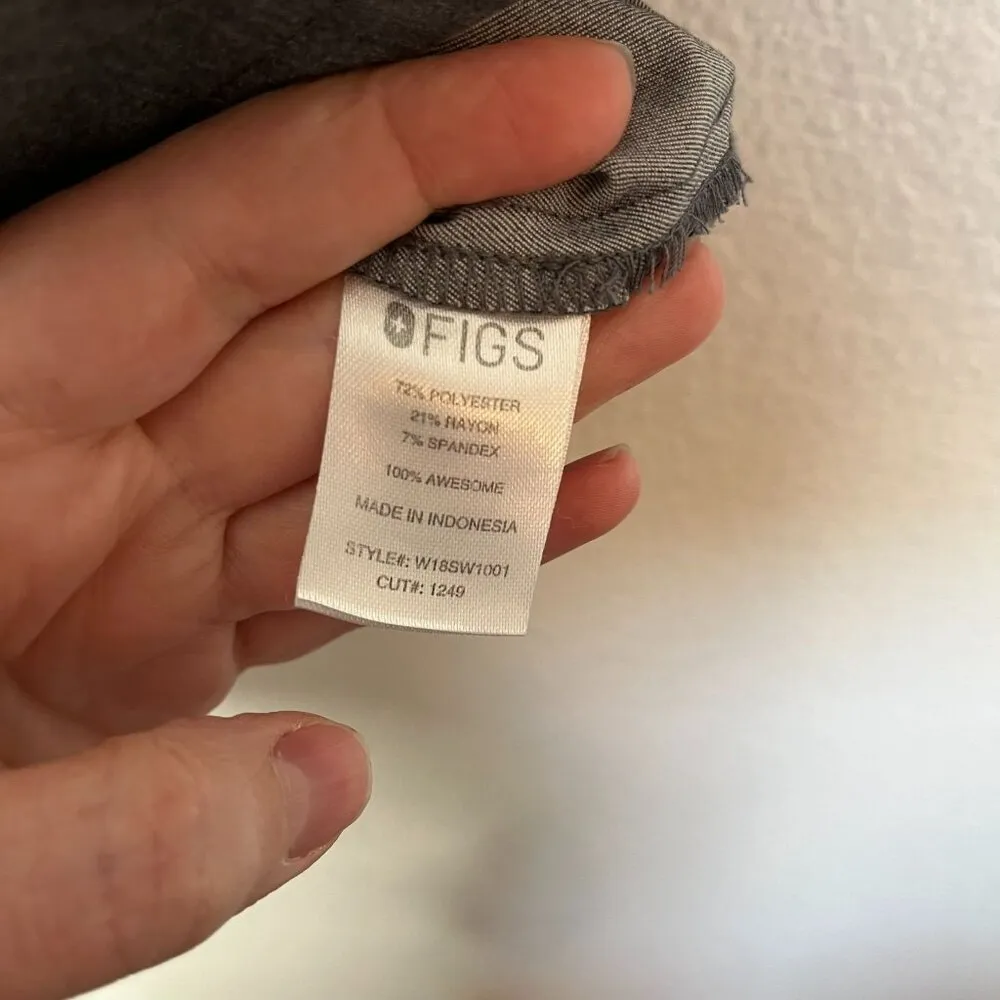 FIGS
72% POLYESTER
21% RAYON
7% SPANDEX
100% AWESOME
MADE IN INDONESIA
STYLE#: W18SW1001
CUT#: 1249